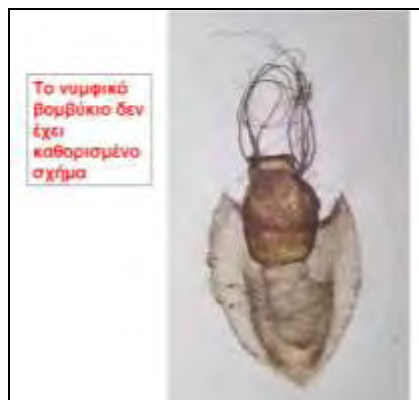 Το νυμφικό
βομβύκιο δεν
έχει
καθορισμένο
σχήμα